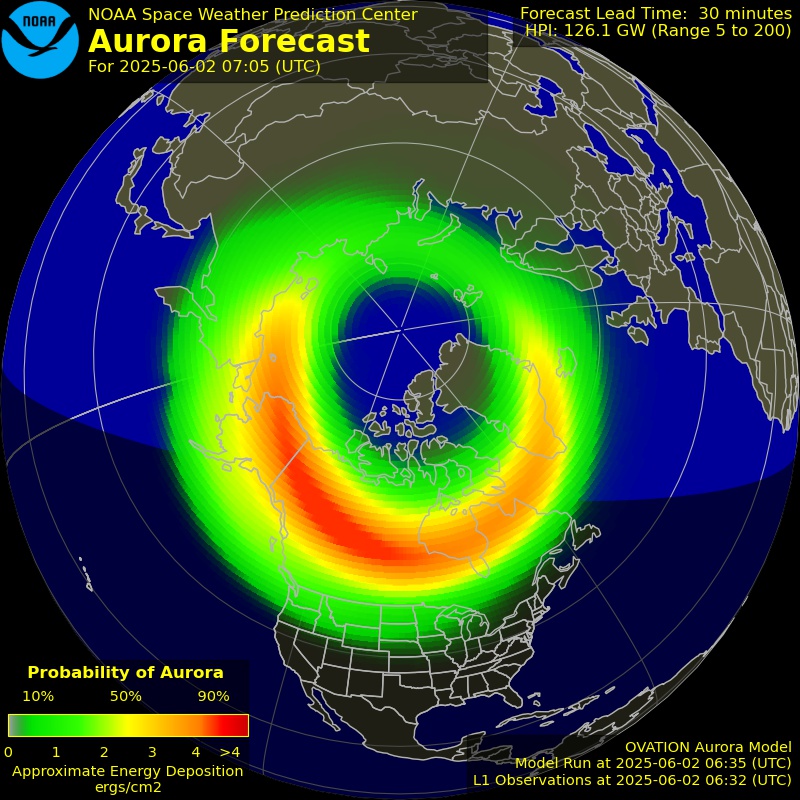 NOAA
NOAA Space Weather Prediction Center
Aurora Forecast
For 2025-06-02 07:05 (UTC)
Forecast Lead Time: 30 minutes
HPI: 126.1 GW (Range 5 to 200)
Probability of Aurora
10% 50% 90%
0 1 2 3 4 >4
Approximate Energy Deposition
ergs/cm2
OVATION Aurora Model
Model Run at 2025-06-02 06:35 (UTC)
L1 Observations at 2025-06-02 06:32 (UTC)